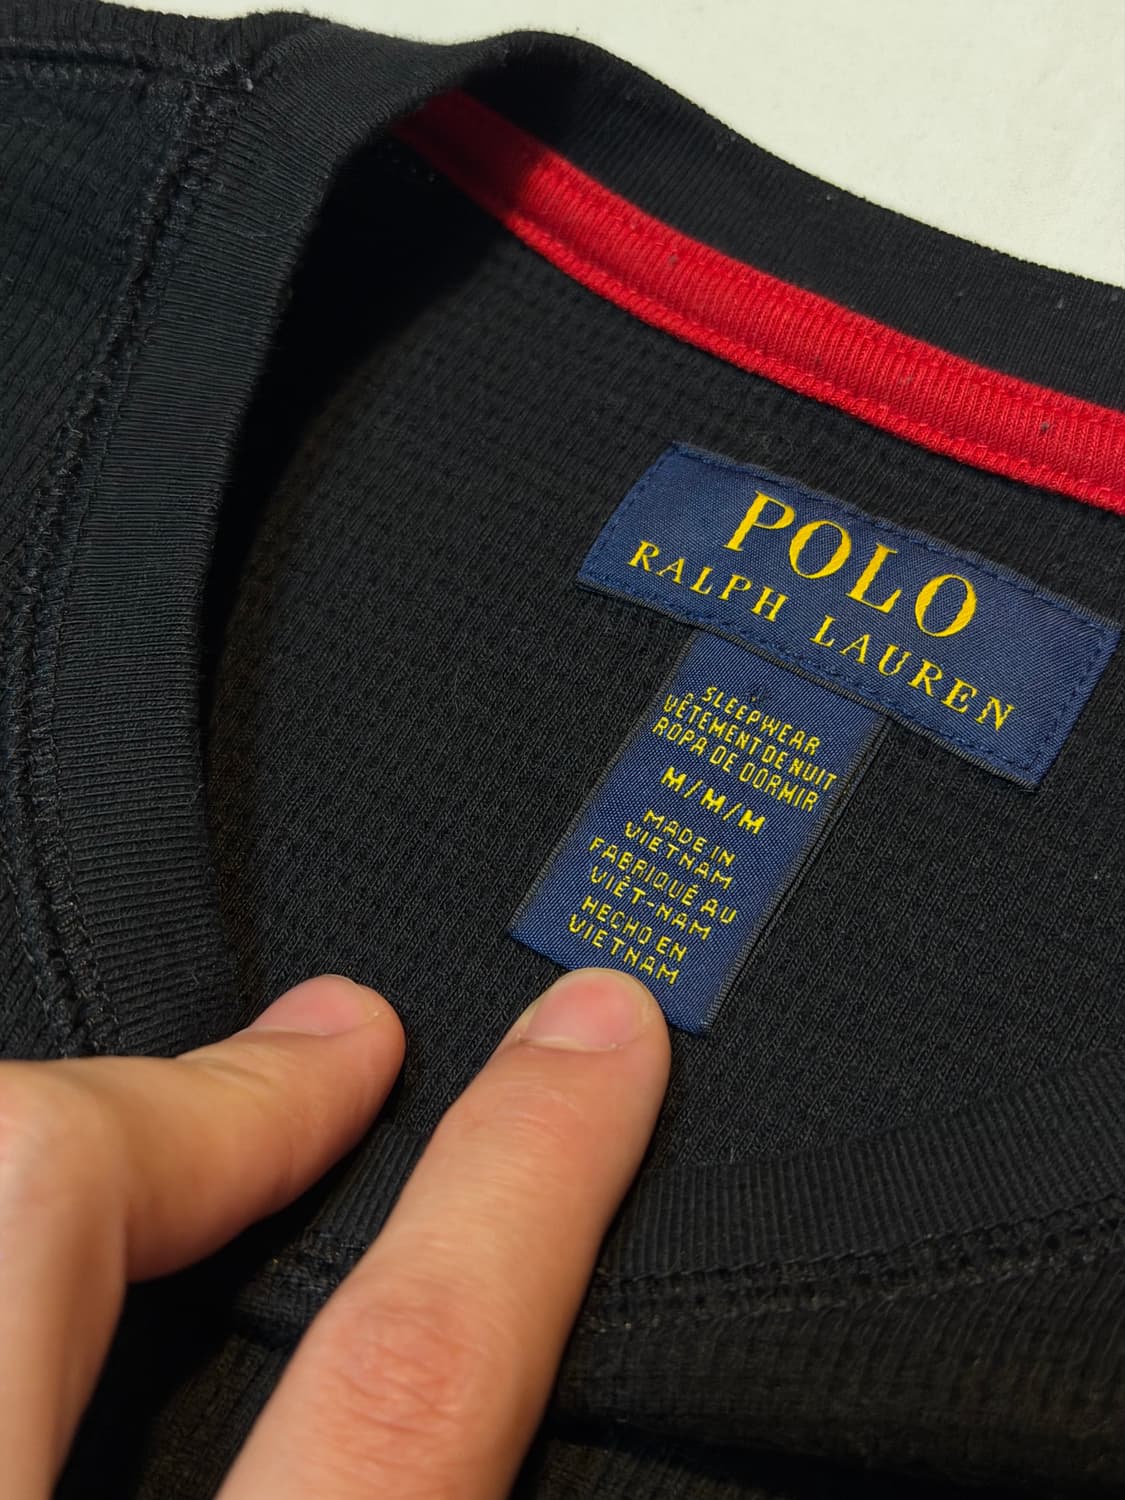 POLO
RALPH LAUREN
SLEEPWEAR
VÊTEMENT DE NUIT
ROPA DE DORMIR
M/M/M
MADE IN
VIETNAM
FABRIQUÉ AU
VIÊT-NAM
HECHO EN
VIETNAM